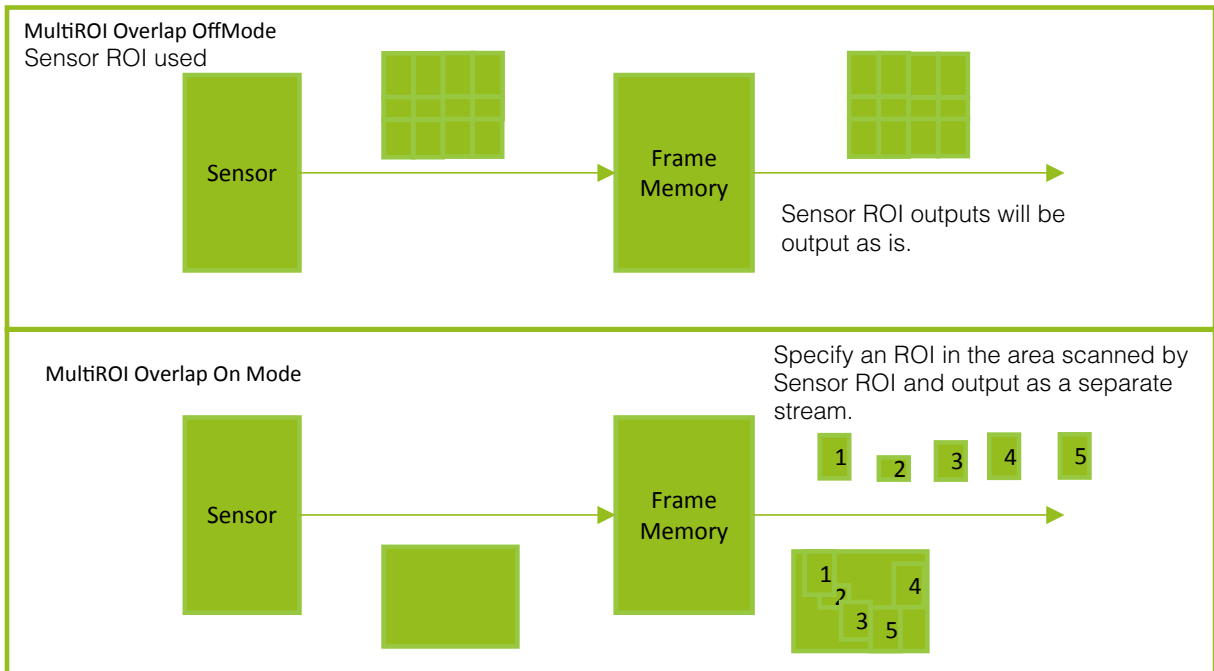 MultiROI Overlap OffMode
Sensor ROI used
Sensor
Frame
Memory
Sensor ROI outputs will be
output as is.
MultiROI Overlap On Mode
Specify an ROI in the area scanned by
Sensor ROI and output as a separate
stream.
1
2
3
4
5
Sensor
Frame
Memory
1
2
3
4
5